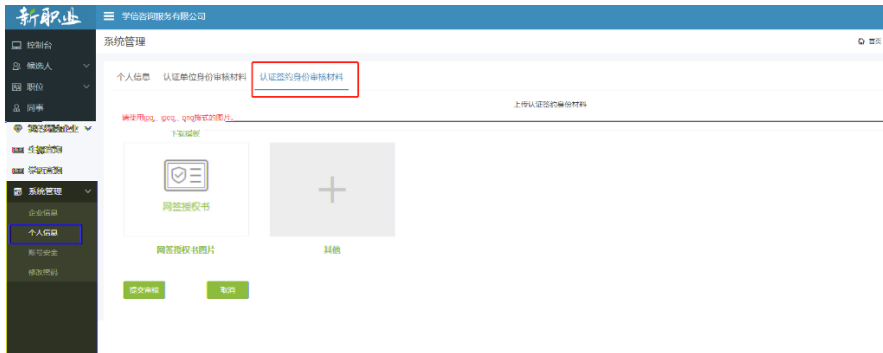 新职业
学信咨询服务有限公司
控制台
系统管理
首页
候选人
职位
同事
个人信息
认证单位身份审核材料
认证签约身份审核材料
上传认证签约身份材料
请使用jpg、jpeg、png格式的图片。
下载模板
网签授权书
网签授权书图片
其他
系统管理
企业信息
个人信息
账号安全
修改密码
提交审核
取消